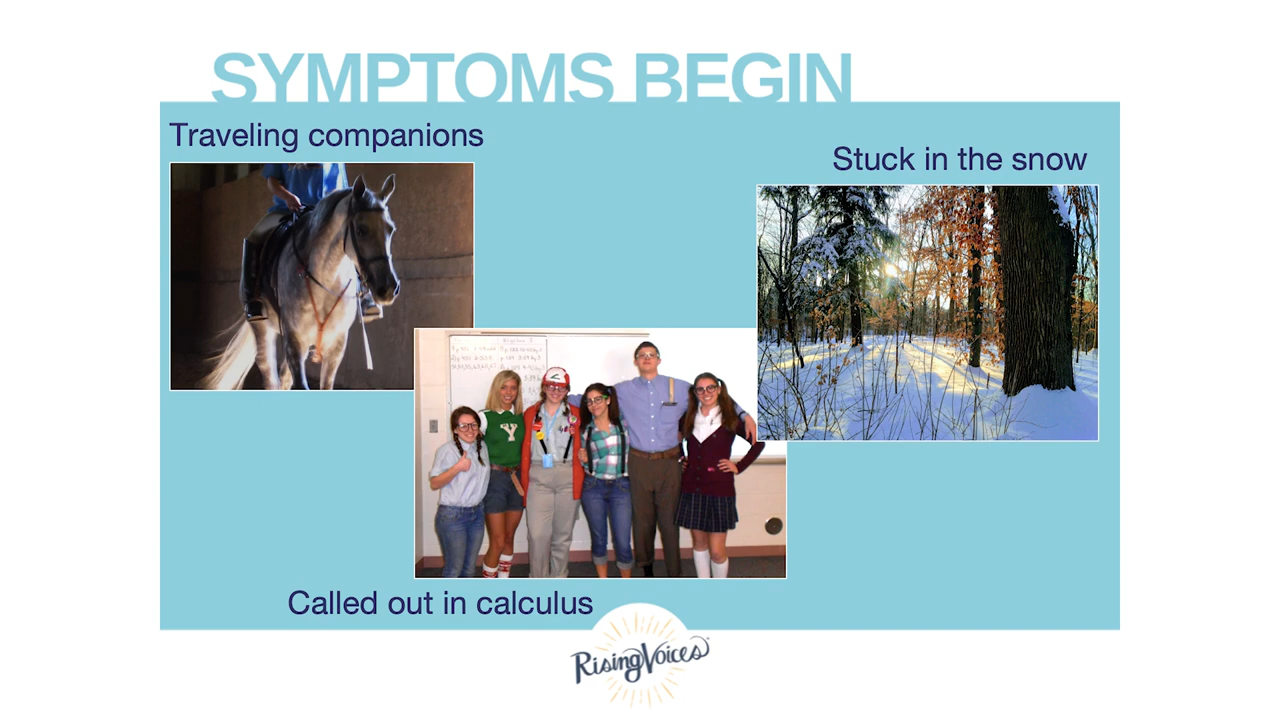 SYMPTOMS BEGIN
Traveling companions
Stuck in the snow
Y
Called out in calculus
RisingVoices